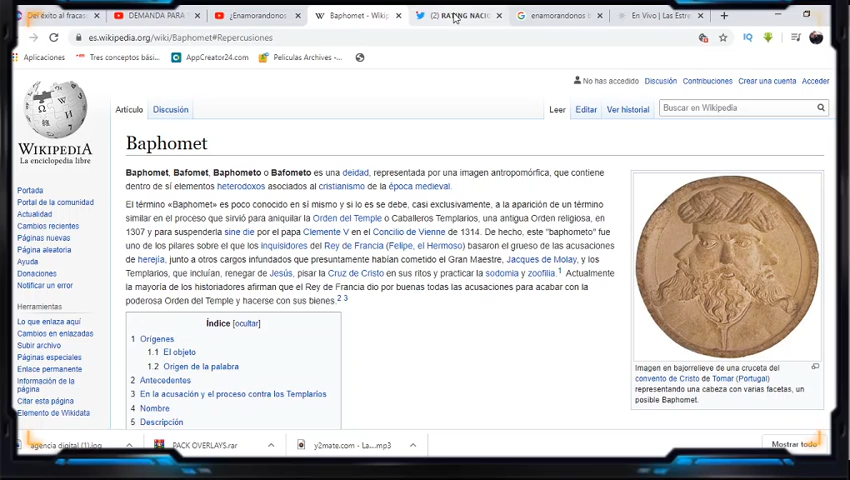 Del éxito al fracas
DEMANDA PARA
¿Enamorandonos
Baphomet - Wikip
(2) RATING NACIO
enamorandonos
En Vivo | Las Estre
es.wikipedia.org/wiki/Baphomet#Repercusiones
IQ
Aplicaciones
Tres conceptos básic...
AppCreator24.com
Peliculas Archives -...
No has accedido Discusión Contribuciones Crear una cuenta Acceder
Artículo Discusión
Leer Editar Ver historial
Buscar en Wikipedia
WIKIPEDIA
La enciclopedia libre
Portada
Portal de la comunidad
Actualidad
Cambios recientes
Páginas nuevas
Página aleatoria
Ayuda
Donaciones
Notificar un error
Herramientas
Lo que enlaza aquí
Cambios en enlazadas
Subir archivo
Páginas especiales
Enlace permanente
Información de la
página
Citar esta página
Elemento de Wikidata
Baphomet
Baphomet, Bafomet, Baphometo o Bafometo es una deidad, representada por una imagen antropomórfica, que contiene
dentro de sí elementos heterodoxos asociados al cristianismo de la época medieval.
El término «Baphomet» es poco conocido en sí mismo y si lo es se debe, casi exclusivamente, a la aparición de un término
similar en el proceso que sirvió para aniquilar la Orden del Temple o Caballeros Templarios, una antigua Orden religiosa, en
1307 y para suspenderla sine die por el papa Clemente V en el Concilio de Vienne de 1314. De hecho, este "baphometo" fue
uno de los pilares sobre el que los inquisidores del Rey de Francia (Felipe, el Hermoso) basaron el grueso de las acusaciones
de herejía, junto a otros cargos infundados que presuntamente habían cometido el Gran Maestre, Jacques de Molay, y los
Templarios, que incluían, renegar de Jesús, pisar la Cruz de Cristo en sus ritos y practicar la sodomía y zoofilia.1 Actualmente
la mayoría de los historiadores afirman que el Rey de Francia dio por buenas todas las acusaciones para acabar con la
poderosa Orden del Temple y hacerse con sus bienes.2 3
Índice [ocultar]
1 Orígenes
1.1 El objeto
1.2 Origen de la palabra
2 Antecedentes
3 En la acusación y el proceso contra los Templarios
4 Nombre
5 Descripción
Imagen en bajorrelieve de una cruceta del
convento de Cristo de Tomar (Portugal)
representando una cabeza con varias facetas, un
posible Baphomet.
agencia digital (1).jpg
PACK OVERLAYS.rar
y2mate.com - La....mp3
Mostrar todo